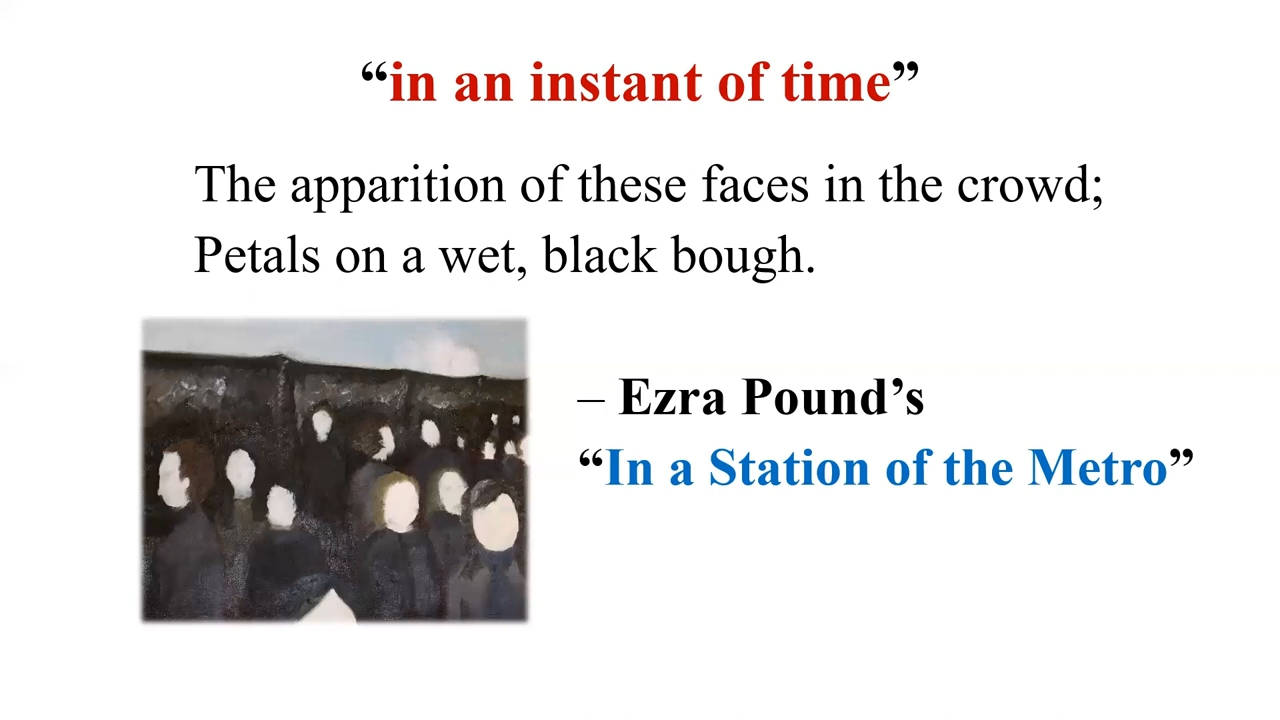 “in an instant of time”
The apparition of these faces in the crowd;
Petals on a wet, black bough.
– Ezra Pound’s
“In a Station of the Metro”